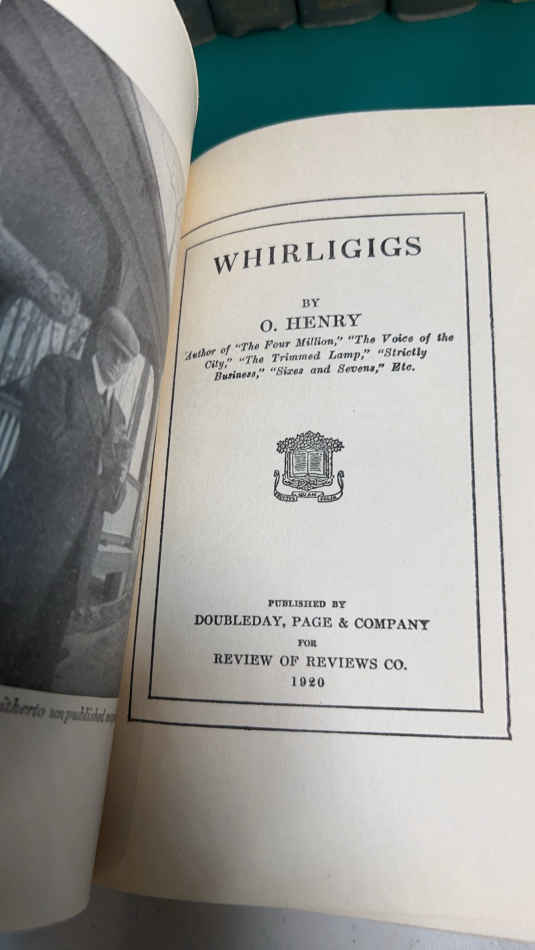 WHIRLIGIGS
BY
O. HENRY
Author of "The Four Million," "The Voice of the
City," "The Trimmed Lamp," "Strictly
Business," "Sixes and Sevens," Etc.
PUBLISHED BY
DOUBLEDAY, PAGE & COMPANY
FOR
REVIEW OF REVIEWS CO.
1920
unpublished